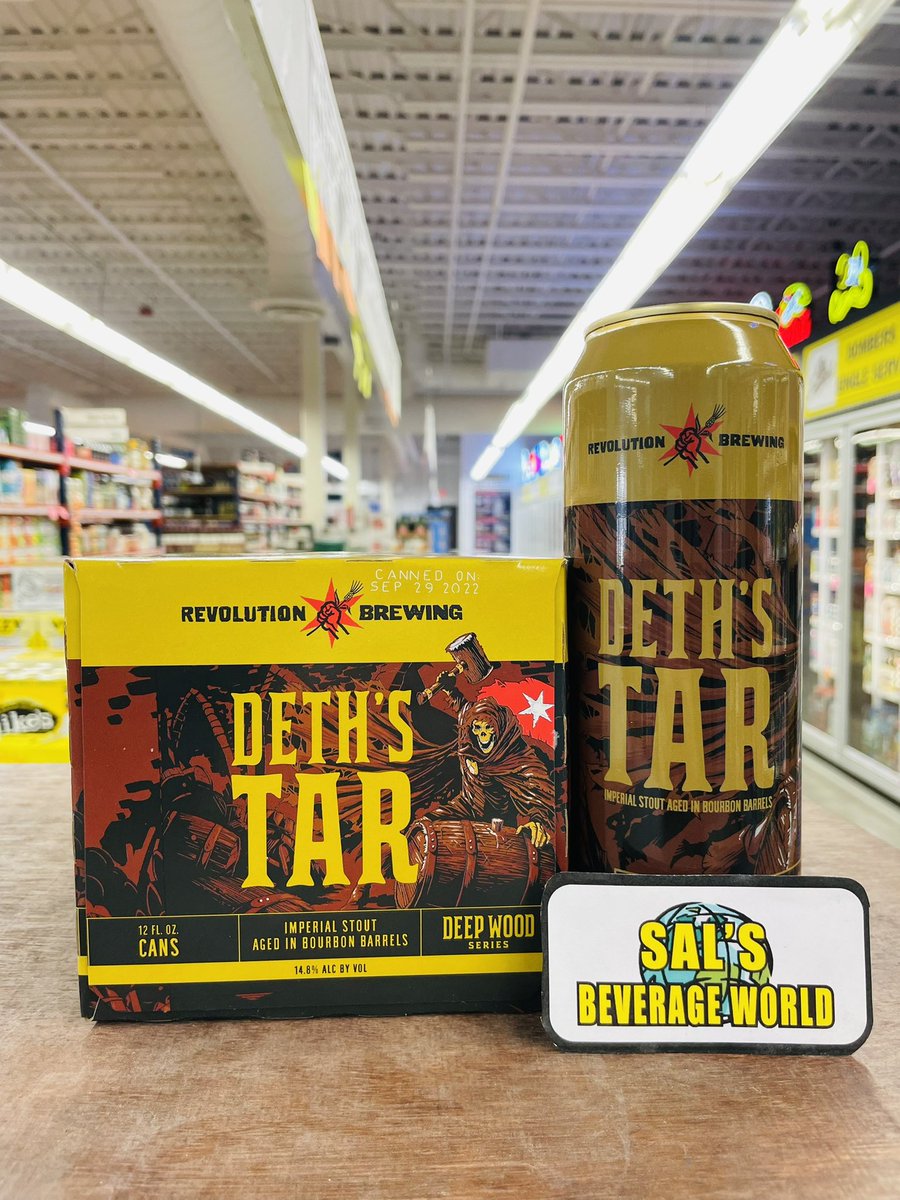 CANNED ON
SEP 29 2022
REVOLUTION BREWING
DETH'S
TAR
12 FL. OZ.
CANS
IMPERIAL STOUT
AGED IN BOURBON BARRELS
DEEP WOOD
SERIES
14.8% ALC BY VOL
REVOLUTION BREWING
DETH'S
TAR
IMPERIAL STOUT AGED IN BOURBON BARRELS
SAL'S
BEVERAGE WORLD